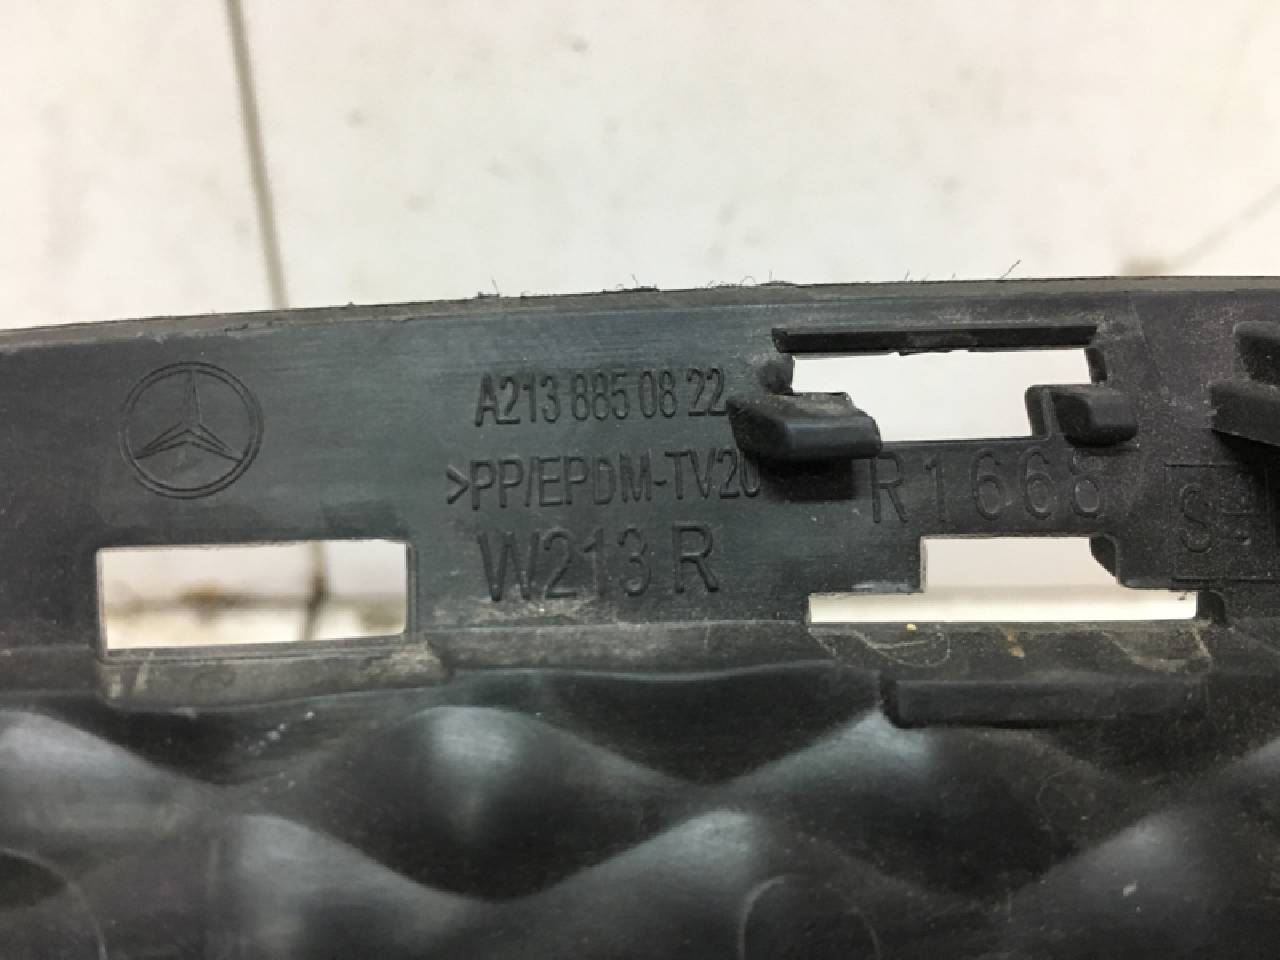 A213 885 08 22
>PP/EPDM-TV20
R1668
W213 R